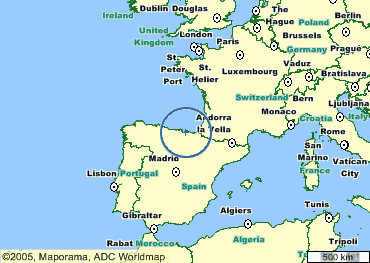 Dublin Douglas
The Hague
Berlin
Ireland
Poland
United Kingdom
London
Brussels
Paris
Germany
Prague
St. Peter Port
St. Helier
Luxembourg
Vaduz
Bratislava
Switzerland
Bern
Ljubljana
Andorra la Vella
Monaco
Croatia
Italy
Rome
San Marino
Madrid
Lisbon
Portugal
France
Vatican City
Spain
Gibraltar
Algiers
Tunis
Rabat
Morocco
Algeria
Tripoli
©2005, Maporama, ADC Worldmap
500 km